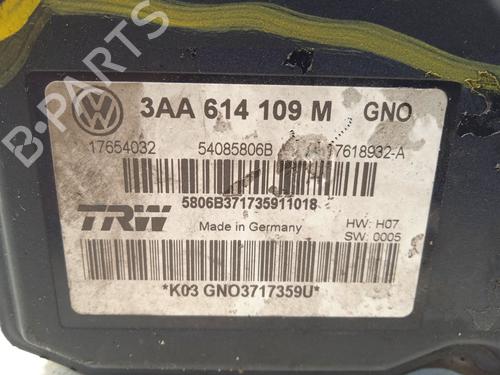 B-PARTS
3AA 614 109 M GNO
17654032 54085806B 17618932-A
5806B371735911018
TRW Made in Germany HW: H07
SW: 0005
*K03 GNO3717359U*